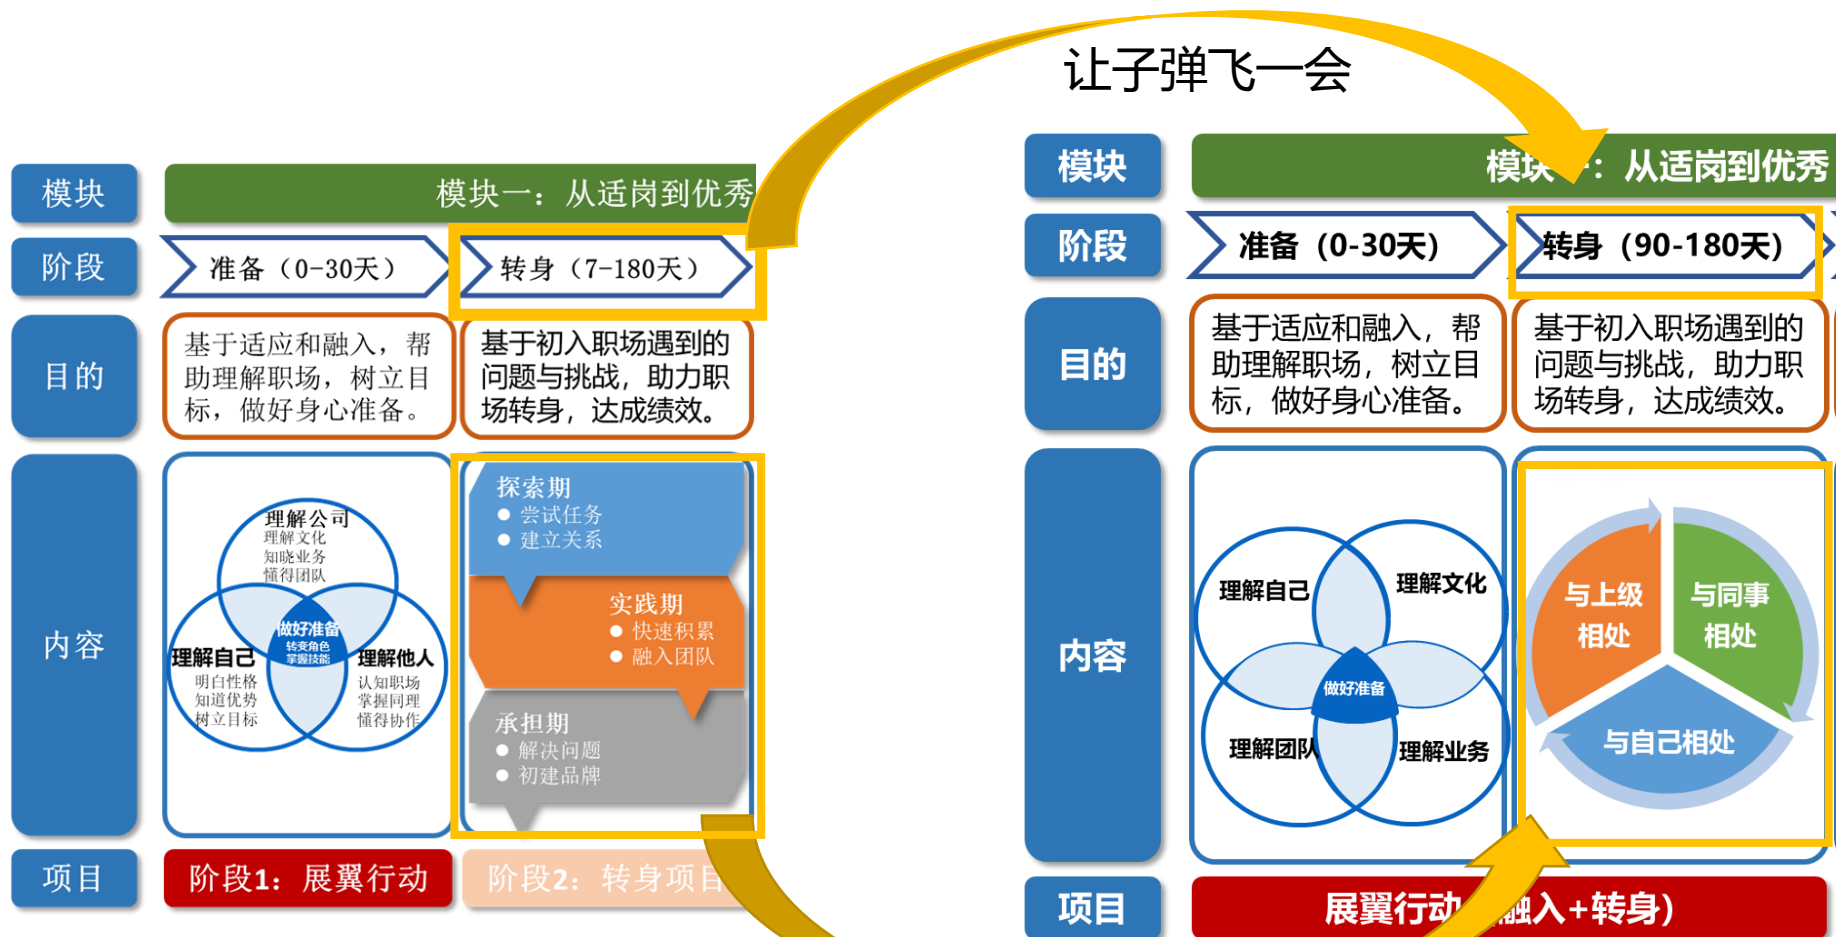 让子弹飞一会
模块
模块一：从适岗到优秀
阶段
准备（0-30天）
转身（7-180天）
目的
基于适应和融入，帮
助理解职场，树立目
标，做好身心准备。
基于初入职场遇到的
问题与挑战，助力职
场转身，达成绩效。
内容
理解公司
理解文化
知晓业务
懂得团队
做好准备
转变角色
掌握技能
理解自己
明白性格
知道优势
树立目标
理解他人
认知职场
掌握同理
懂得协作
探索期
● 尝试任务
● 建立关系
实践期
● 快速积累
● 融入团队
承担期
● 解决问题
● 初建品牌
项目
阶段1：展翼行动
阶段2：转身项目
模块
模块一：从适岗到优秀
阶段
准备（0-30天）
转身（90-180天）
目的
基于适应和融入，帮
助理解职场，树立目
标，做好身心准备。
基于初入职场遇到的
问题与挑战，助力职
场转身，达成绩效。
内容
理解自己
理解文化
做好准备
理解团队
理解业务
与上级
相处
与同事
相处
与自己相处
项目
展翼行动 融入+转身）